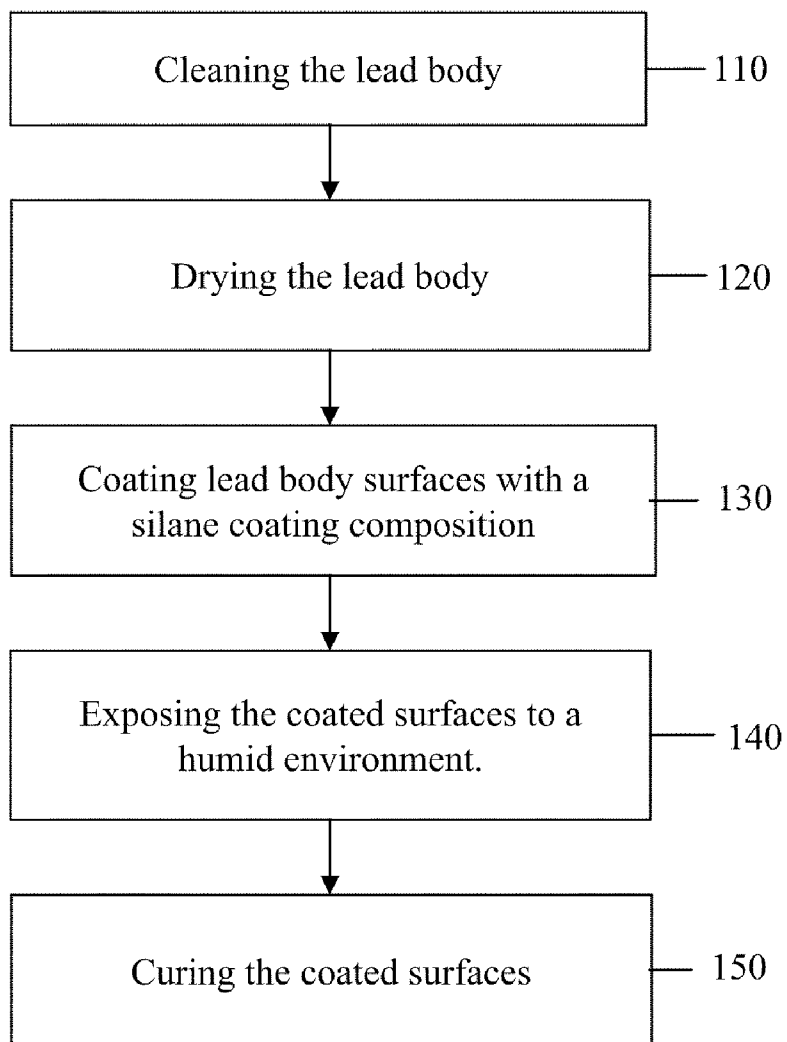 Cleaning the lead body
110
Drying the lead body
120
Coating lead body surfaces with a
silane coating composition
130
Exposing the coated surfaces to a
humid environment.
140
Curing the coated surfaces
150